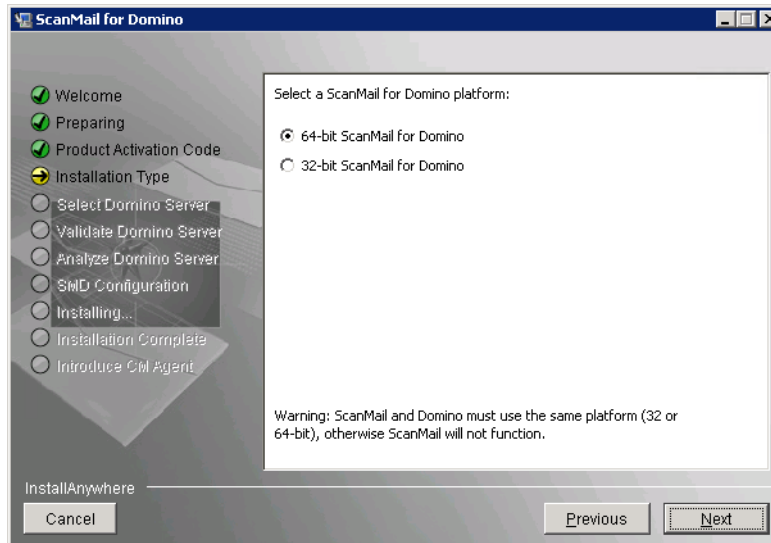 ScanMail for Domino
Welcome
Preparing
Product Activation Code
Installation Type
Select Domino Server
Validate Domino Server
Analyze Domino Server
SMD Configuration
Installing...
Installation Complete
Introduce CM Agent
Select a ScanMail for Domino platform:
64-bit ScanMail for Domino
32-bit ScanMail for Domino
Warning: ScanMail and Domino must use the same platform (32 or
64-bit), otherwise ScanMail will not function.
InstallAnywhere
Cancel
Previous
Next